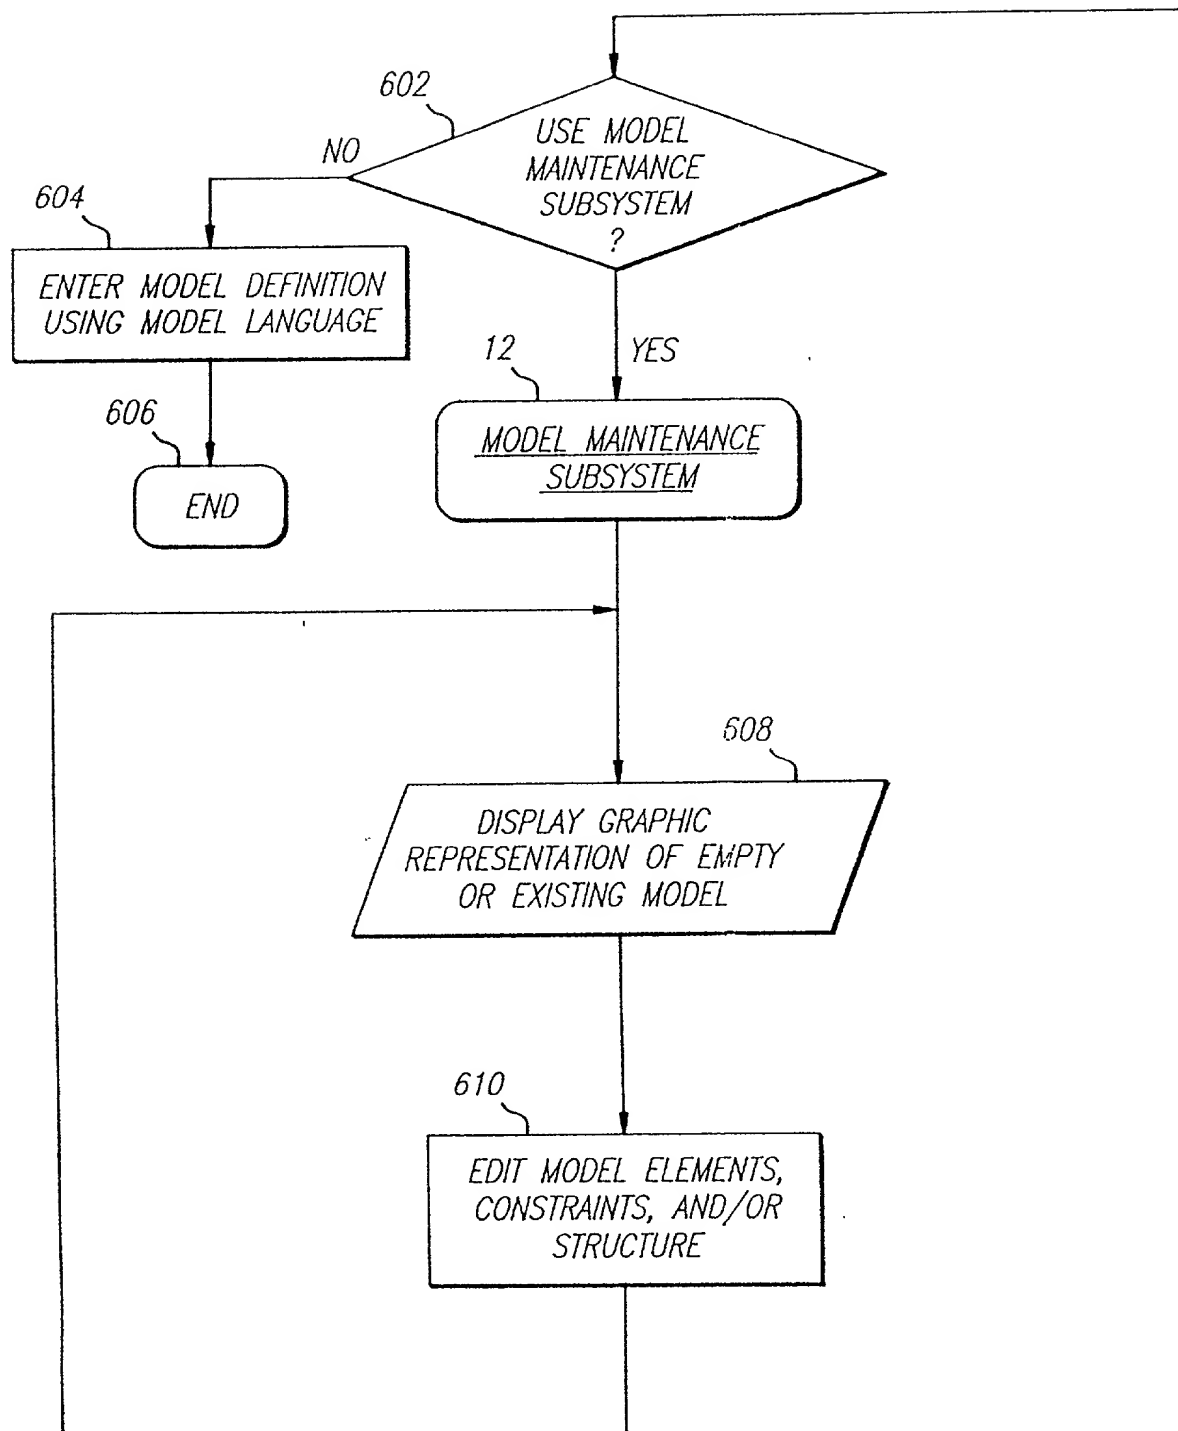 602
USE MODEL
MAINTENANCE
SUBSYSTEM
?
NO
604
ENTER MODEL DEFINITION
USING MODEL LANGUAGE
YES
12
606
MODEL MAINTENANCE
SUBSYSTEM
END
608
DISPLAY GRAPHIC
REPRESENTATION OF EMPTY
OR EXISTING MODEL
610
EDIT MODEL ELEMENTS,
CONSTRAINTS, AND/OR
STRUCTURE